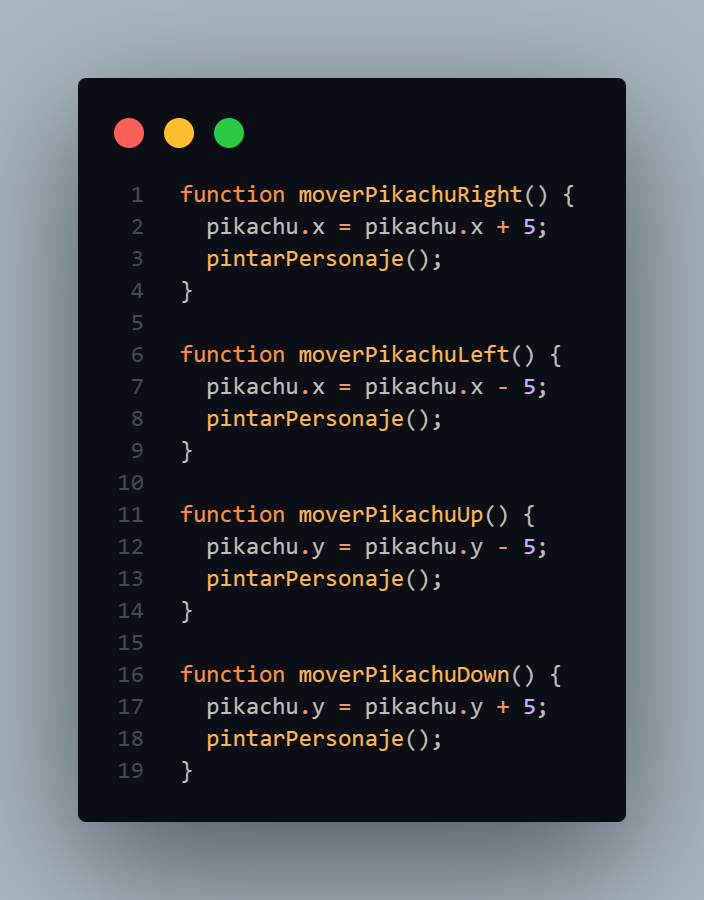 1 function moverPikachuRight() {
2   pikachu.x = pikachu.x + 5;
3   pintarPersonaje();
4 }
5
6 function moverPikachuLeft() {
7   pikachu.x = pikachu.x - 5;
8   pintarPersonaje();
9 }
10
11 function moverPikachuUp() {
12   pikachu.y = pikachu.y - 5;
13   pintarPersonaje();
14 }
15
16 function moverPikachuDown() {
17   pikachu.y = pikachu.y + 5;
18   pintarPersonaje();
19 }